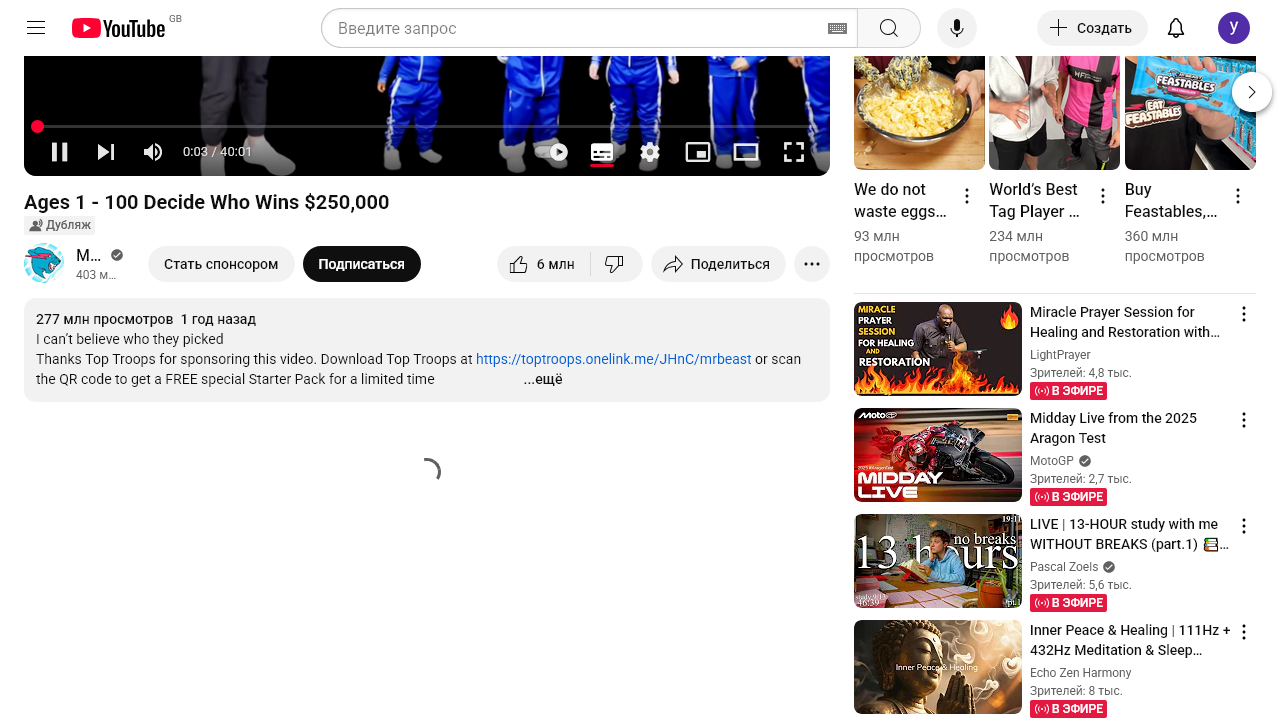 YouTube GB
Введите запрос
Создать
y
0:03 / 40:01
Ages 1 - 100 Decide Who Wins $250,000
Дубляж
M...
403 м...
Стать спонсором
Подписаться
6 млн
Поделиться
277 млн просмотров 1 год назад
I can't believe who they picked
Thanks Top Troops for sponsoring this video. Download Top Troops at https://toptroops.onelink.me/JHnC/mrbeast or scan
the QR code to get a FREE special Starter Pack for a limited time
...ещё
HF
FEASTABLES
EAT
FEASTABLES
We do not
waste eggs...
93 млн
просмотров
World's Best
Tag Player ...
234 млн
просмотров
Buy
Feastables,...
360 млн
просмотров
MIRACLE
PRAYER
SESSION
FOR HEALING
AND
RESTORATION
Miracle Prayer Session for
Healing and Restoration with...
LightPrayer
Зрителей: 4,8 тыс.
В ЭФИРЕ
MotoGP
MIDDAY
LIVE
Midday Live from the 2025
Aragon Test
MotoGP
Зрителей: 2,7 тыс.
В ЭФИРЕ
19:11
no breaks
13 hours
46:39
pt.1
LIVE | 13-HOUR study with me
WITHOUT BREAKS (part.1) ...
Pascal Zoels
Зрителей: 5,6 тыс.
В ЭФИРЕ
Inner Peace & Healing
Inner Peace & Healing | 111Hz +
432Hz Meditation & Sleep...
Echo Zen Harmony
Зрителей: 8 тыс.
В ЭФИРЕ